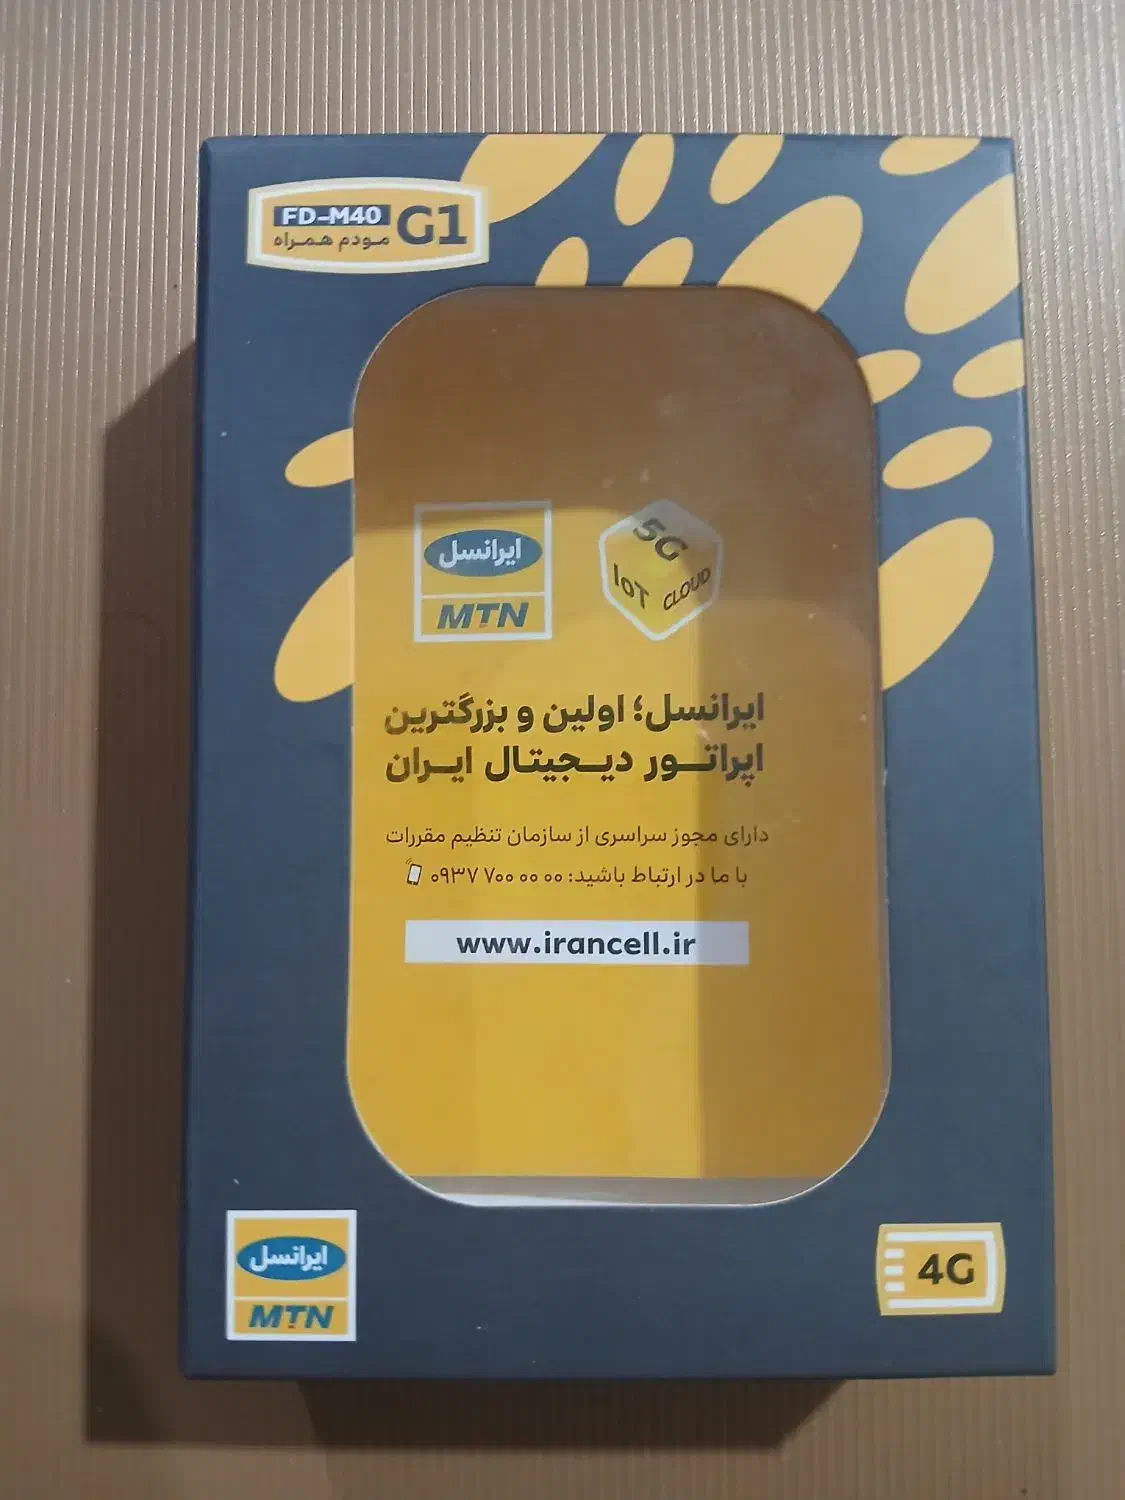 FD-M40 G1
مودم همراه
ایرانسل
MTN
5G
IoT CLOUD
ایرانسل؛ اولین و بزرگترین
اپراتور دیجیتال ایران
دارای مجوز سراسری از سازمان تنظیم مقررات
با ما در ارتباط باشید: ۰۹۳۷ ۷۰۰ ۰۰ ۰۰
www.irancell.ir
ایرانسل
MTN
4G